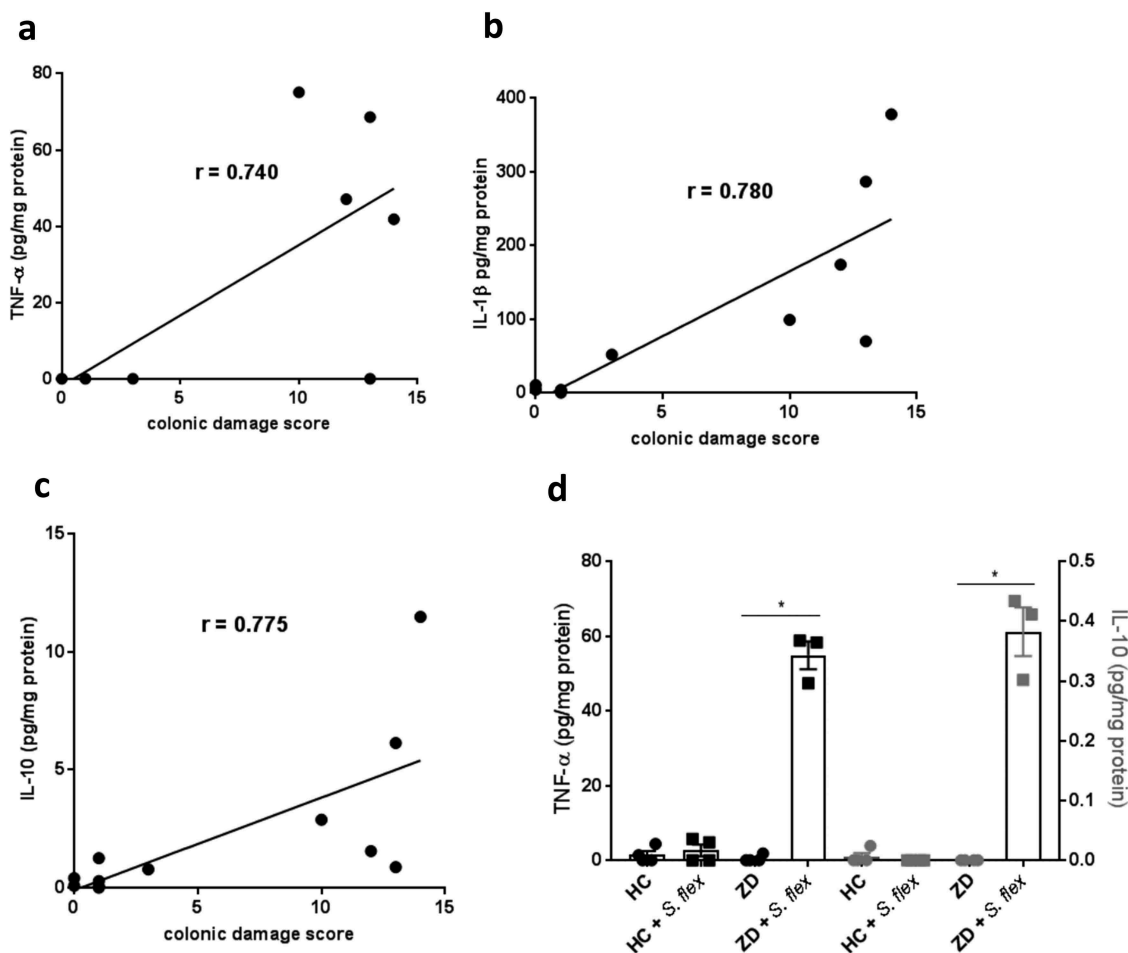 a
80
60
40
20
0
TNF-α (pg/mg protein)
r = 0.740
0
5
10
15
colonic damage score
b
400
300
200
100
0
IL-1β pg/mg protein
r = 0.780
0
5
10
15
colonic damage score
c
15
10
5
0
IL-10 (pg/mg protein)
r = 0.775
0
5
10
15
colonic damage score
d
80
60
40
20
0
TNF-α (pg/mg protein)
*
*
0.5
0.4
0.3
0.2
0.1
0.0
IL-10 (pg/mg protein)
HC
HC + S. flex
ZD
ZD + S. flex
HC
HC + S. flex
ZD
ZD + S. flex